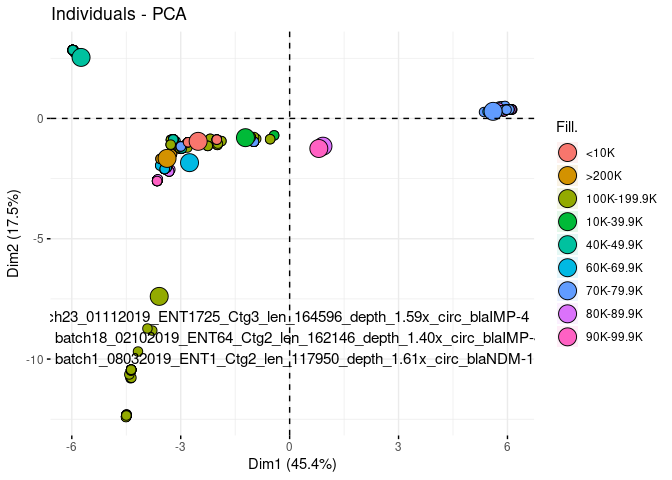 Individuals - PCA
0
-5
-10
Dim2 (17.5%)
ch23_01112019_ENT1725_Ctg3_len_164596_depth_1.59x_circ_blaIMP-4
batch18_02102019_ENT64_Ctg2_len_162146_depth_1.40x_circ_blaIMP-
batch1_08032019_ENT1_Ctg2_len_117950_depth_1.61x_circ_blaNDM-1
-6
-3
0
3
6
Dim1 (45.4%)
Fill.
<10K
>200K
100K-199.9K
10K-39.9K
40K-49.9K
60K-69.9K
70K-79.9K
80K-89.9K
90K-99.9K